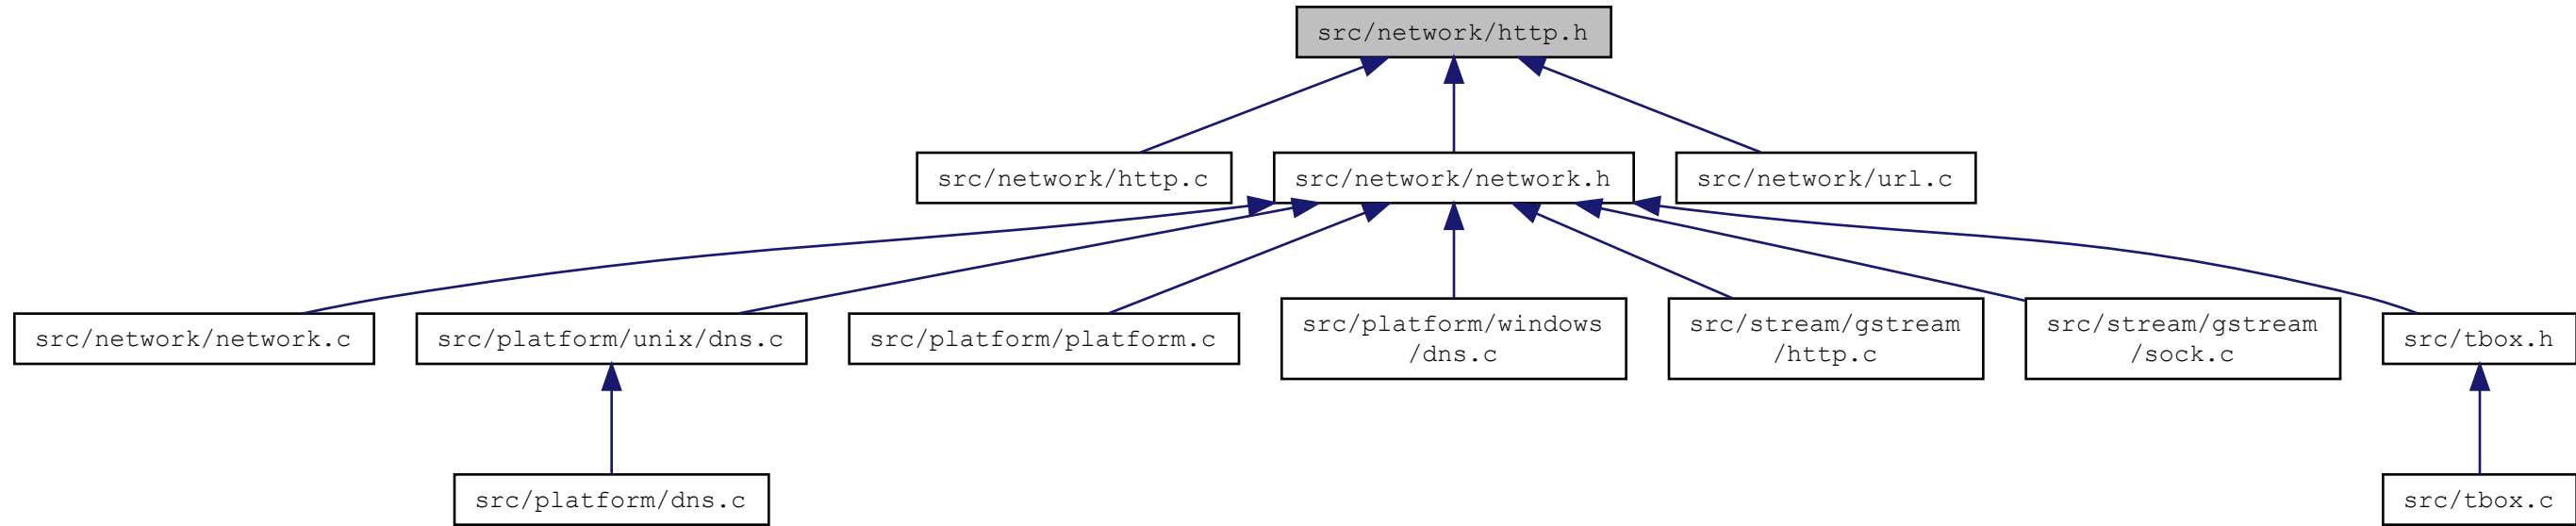 src/network/http.h
src/network/http.c
src/network/network.h
src/network/url.c
src/network/network.c
src/platform/unix/dns.c
src/platform/platform.c
src/platform/windows
/dns.c
src/stream/gstream
/http.c
src/stream/gstream
/sock.c
src/tbox.h
src/platform/dns.c
src/tbox.c